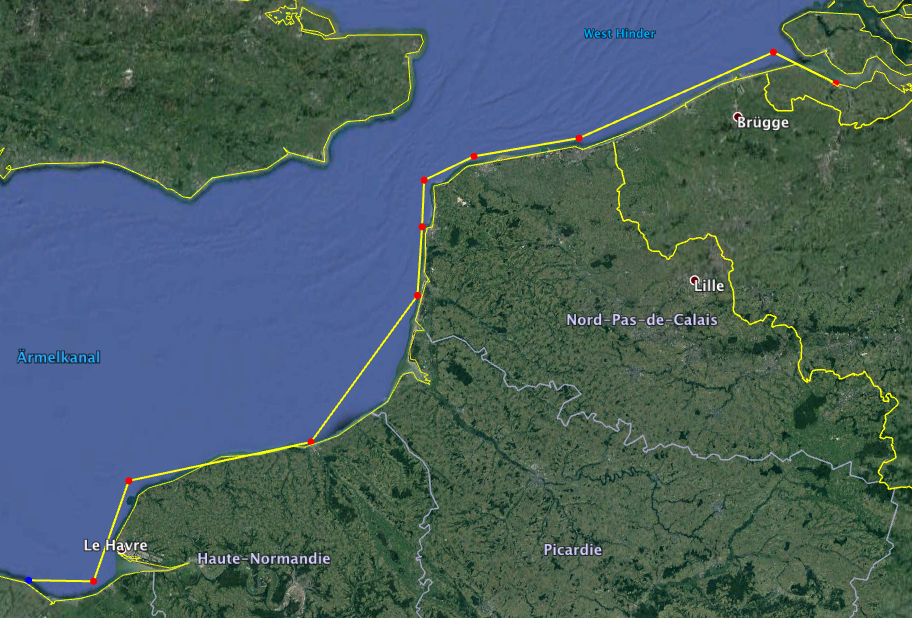 West Hinder
Brügge
Lille
Nord-Pas-de-Calais
Ärmelkanal
Le Havre
Haute-Normandie
Picardie